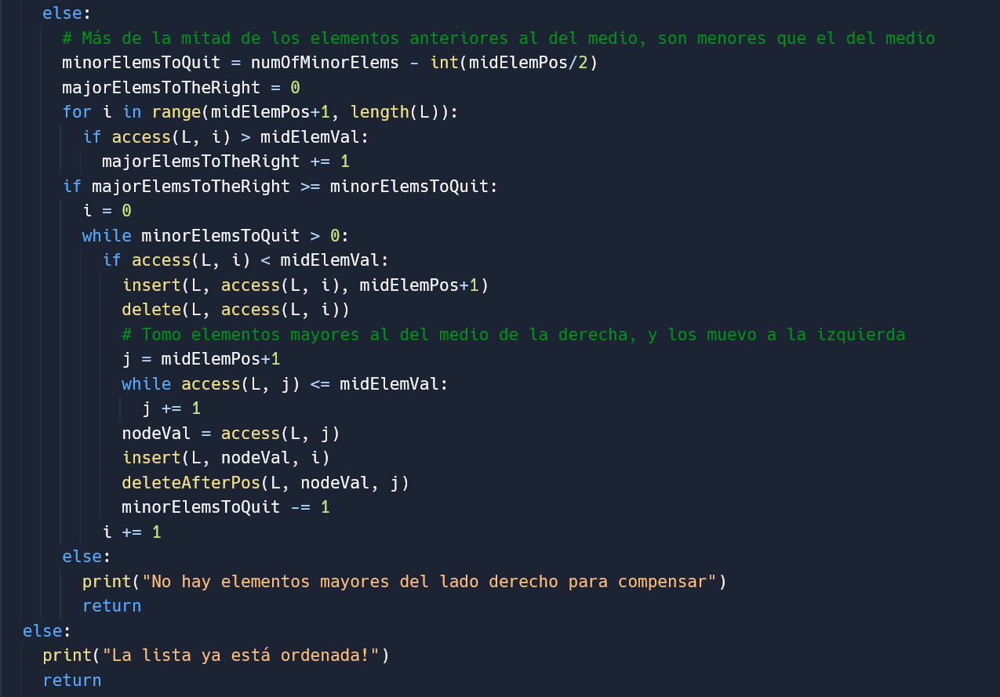 else:
# Más de la mitad de los elementos anteriores al del medio, son menores que el del medio
minorElemsToQuit = numOfMinorElems - int(midElemPos/2)
majorElemsToTheRight = 0
for i in range(midElemPos+1, length(L)):
if access(L, i) > midElemVal:
majorElemsToTheRight += 1
if majorElemsToTheRight >= minorElemsToQuit:
i = 0
while minorElemsToQuit > 0:
if access(L, i) < midElemVal:
insert(L, access(L, i), midElemPos+1)
delete(L, access(L, i))
# Tomo elementos mayores al del medio de la derecha, y los muevo a la izquierda
j = midElemPos+1
while access(L, j) <= midElemVal:
j += 1
nodeVal = access(L, j)
insert(L, nodeVal, i)
deleteAfterPos(L, nodeVal, j)
minorElemsToQuit -= 1
i += 1
else:
print("No hay elementos mayores del lado derecho para compensar")
return
else:
print("La lista ya está ordenada!")
return